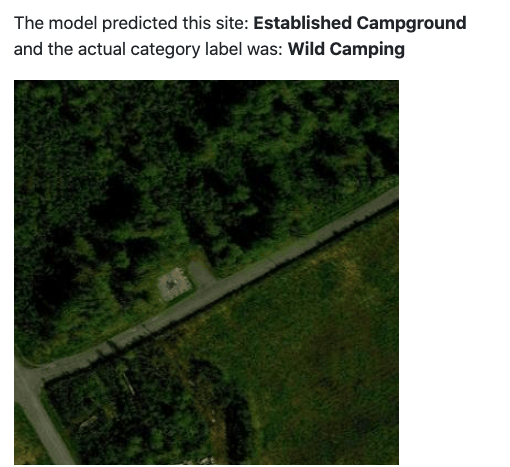 The model predicted this site: Established Campground
and the actual category label was: Wild Camping